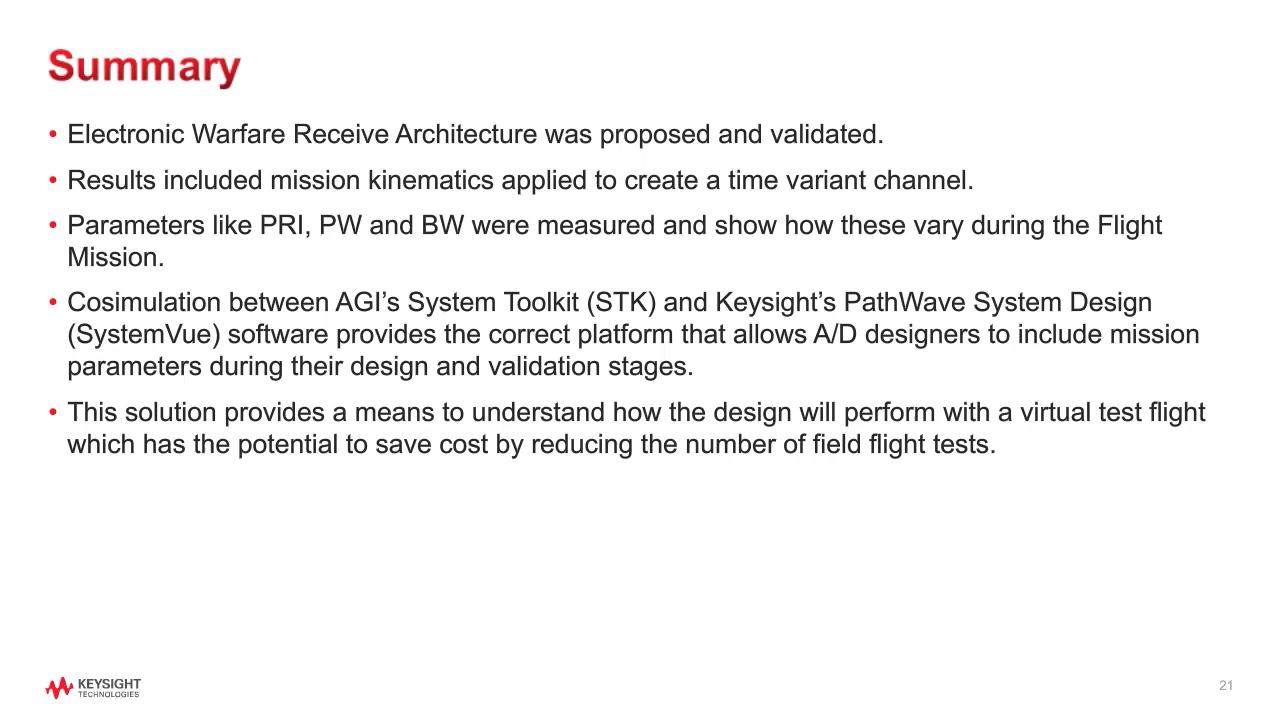 Summary
• Electronic Warfare Receive Architecture was proposed and validated.
• Results included mission kinematics applied to create a time variant channel.
• Parameters like PRI, PW and BW were measured and show how these vary during the Flight
Mission.
• Cosimulation between AGI’s System Toolkit (STK) and Keysight’s PathWave System Design
(SystemVue) software provides the correct platform that allows A/D designers to include mission
parameters during their design and validation stages.
• This solution provides a means to understand how the design will perform with a virtual test flight
which has the potential to save cost by reducing the number of field flight tests.
KEYSIGHT
TECHNOLOGIES
21